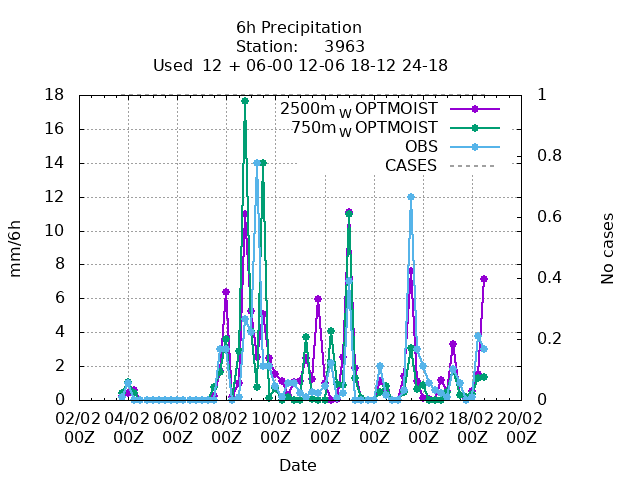 6h Precipitation
Station: 3963
Used 12 + 06-00 12-06 18-12 24-18
18 1
2500m W OPTMOIST
16
750m W OPTMOIST
OBS
14 0.8
CASES
12
10 0.6
mm/6h
No cases
8
6 0.4
4
2 0.2
0 0
02/02 04/02 06/02 08/02 10/02 12/02 14/02 16/02 18/02 20/02
00Z 00Z 00Z 00Z 00Z 00Z 00Z 00Z 00Z 00Z
Date